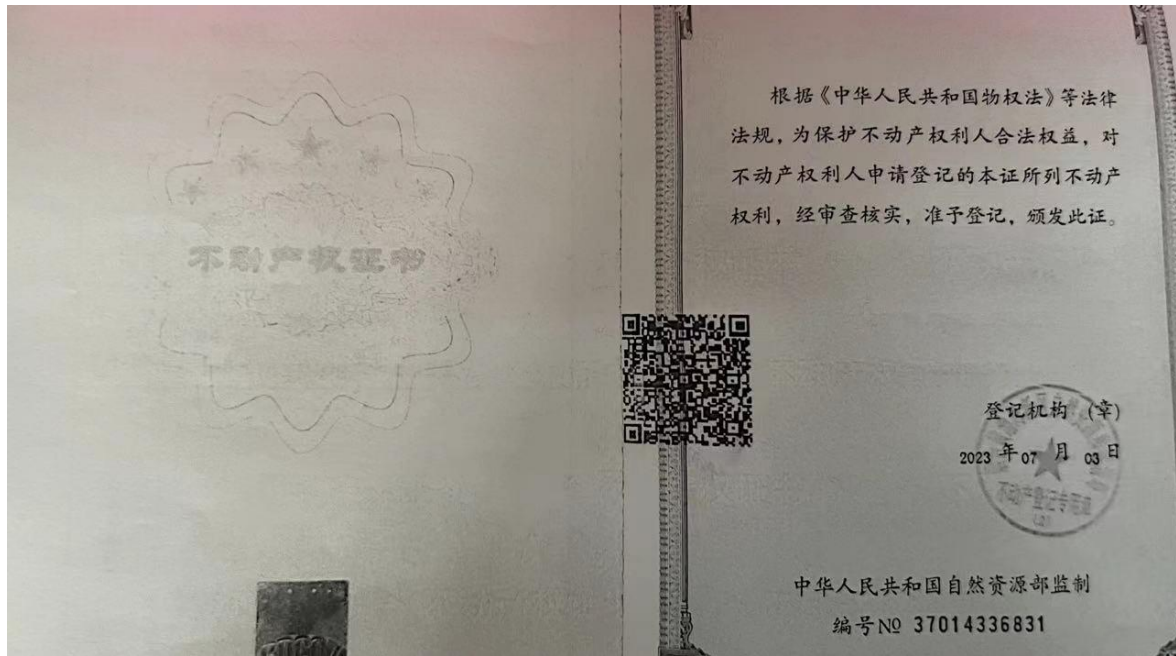 不动产权证书
根据《中华人民共和国物权法》等法律
法规，为保护不动产权利人合法权益，对
不动产权利人申请登记的本证所列不动产
权利，经审查核实，准予登记，颁发此证。
登记机构 (章)
2023 年 07 月 03 日
不动产登记专用章
(2)
中华人民共和国自然资源部监制
编号№ 37014336831